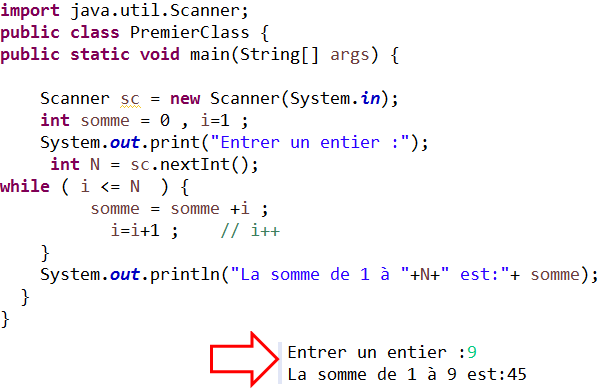 import java.util.Scanner;
public class PremierClass {
public static void main(String[] args) {
Scanner sc = new Scanner(System.in);
int somme = 0 , i=1 ;
System.out.print("Entrer un entier :");
int N = sc.nextInt();
while ( i <= N  ) {
somme = somme +i ;
i=i+1 ;    // i++
}
System.out.println("La somme de 1 à "+N+" est:"+ somme);
}
}
Entrer un entier :9
La somme de 1 à 9 est:45